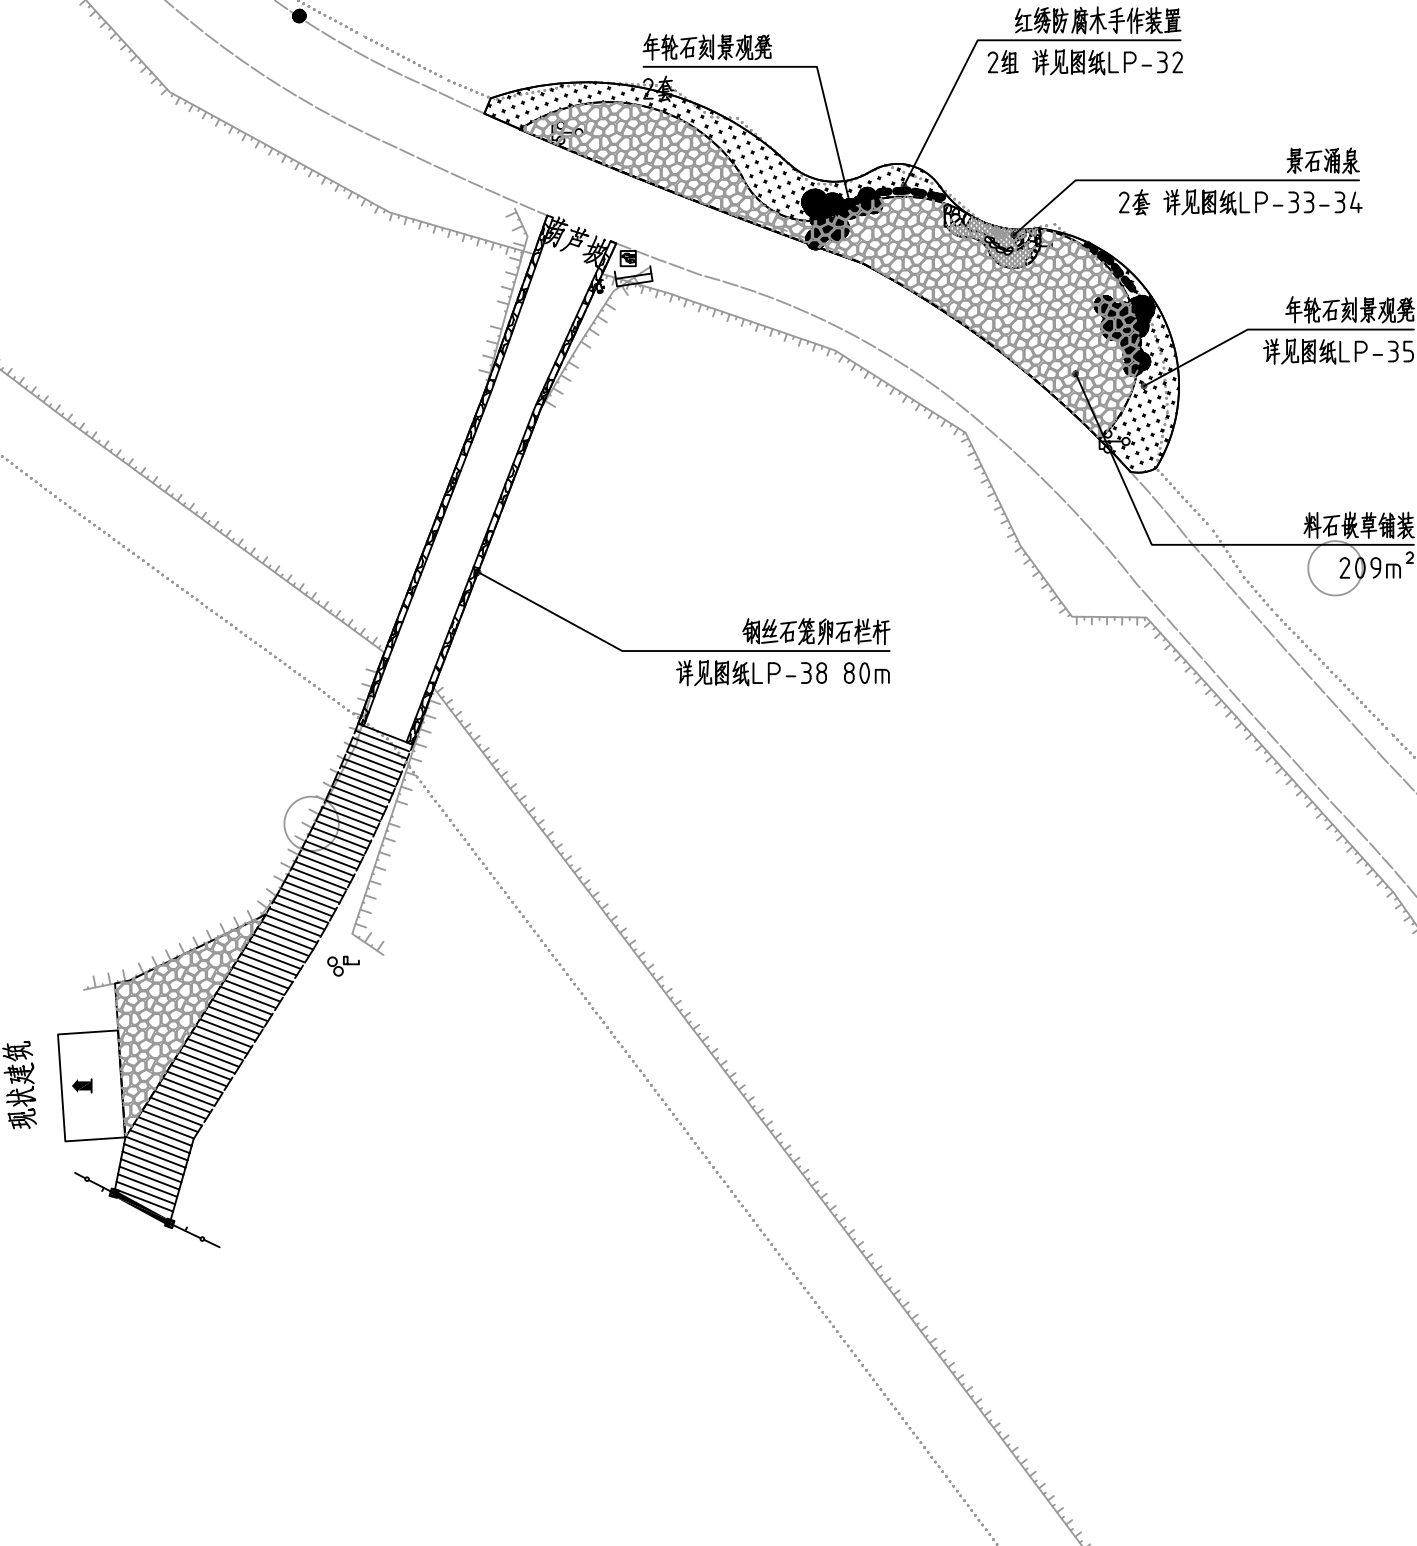 红绣防腐木手作装置
2组 详见图纸LP-32
年轮石刻景观凳
2套
景石涌泉
2套 详见图纸LP-33-34
葫芦坝
年轮石刻景观凳
详见图纸LP-35
料石嵌草铺装
209m²
钢丝石笼卵石栏杆
详见图纸LP-38 80m
现状建筑